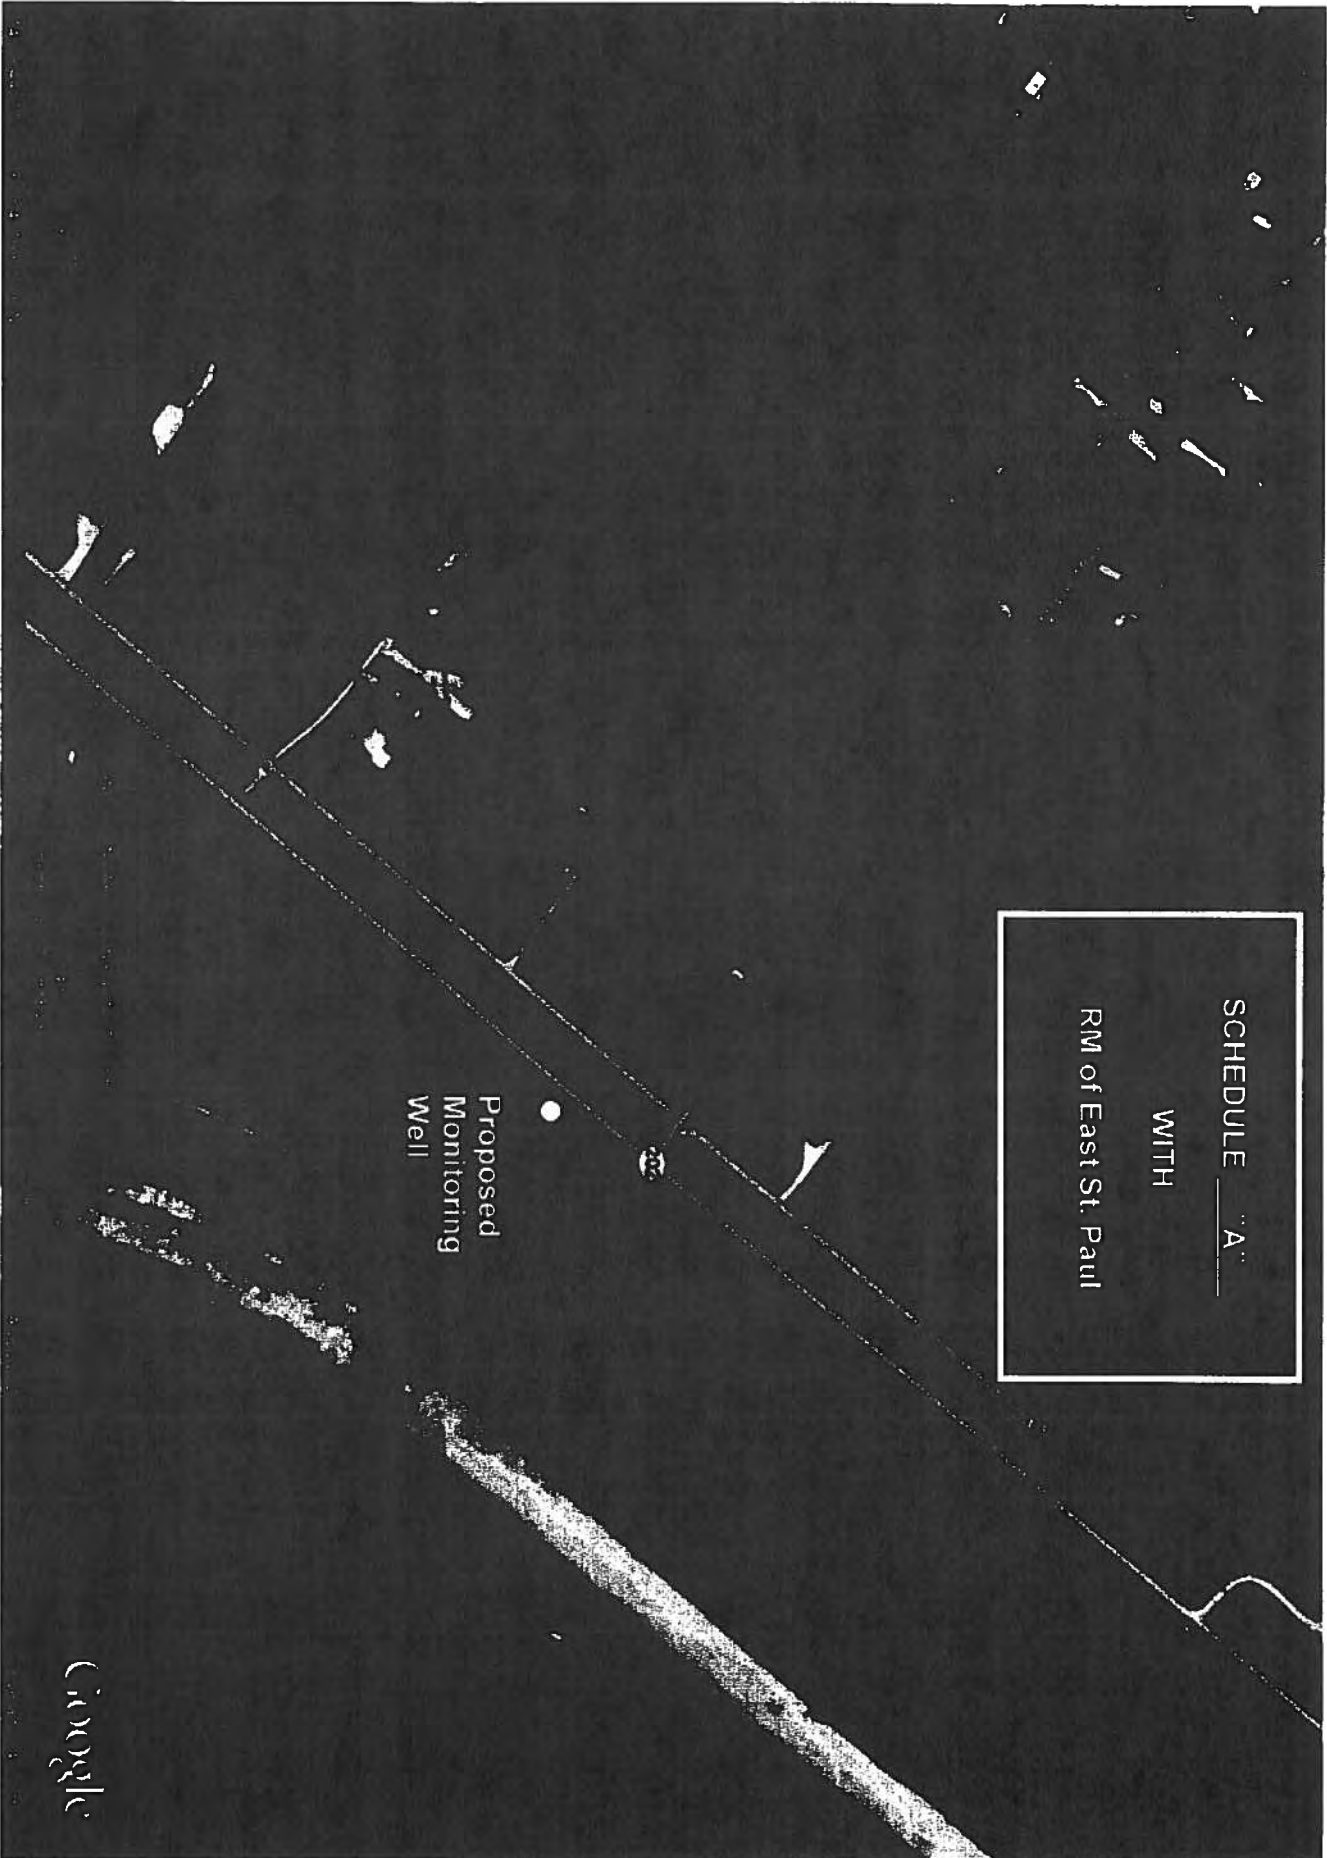 SCHEDULE "A"
WITH
RM of East St. Paul
Proposed
Monitoring
Well
Google